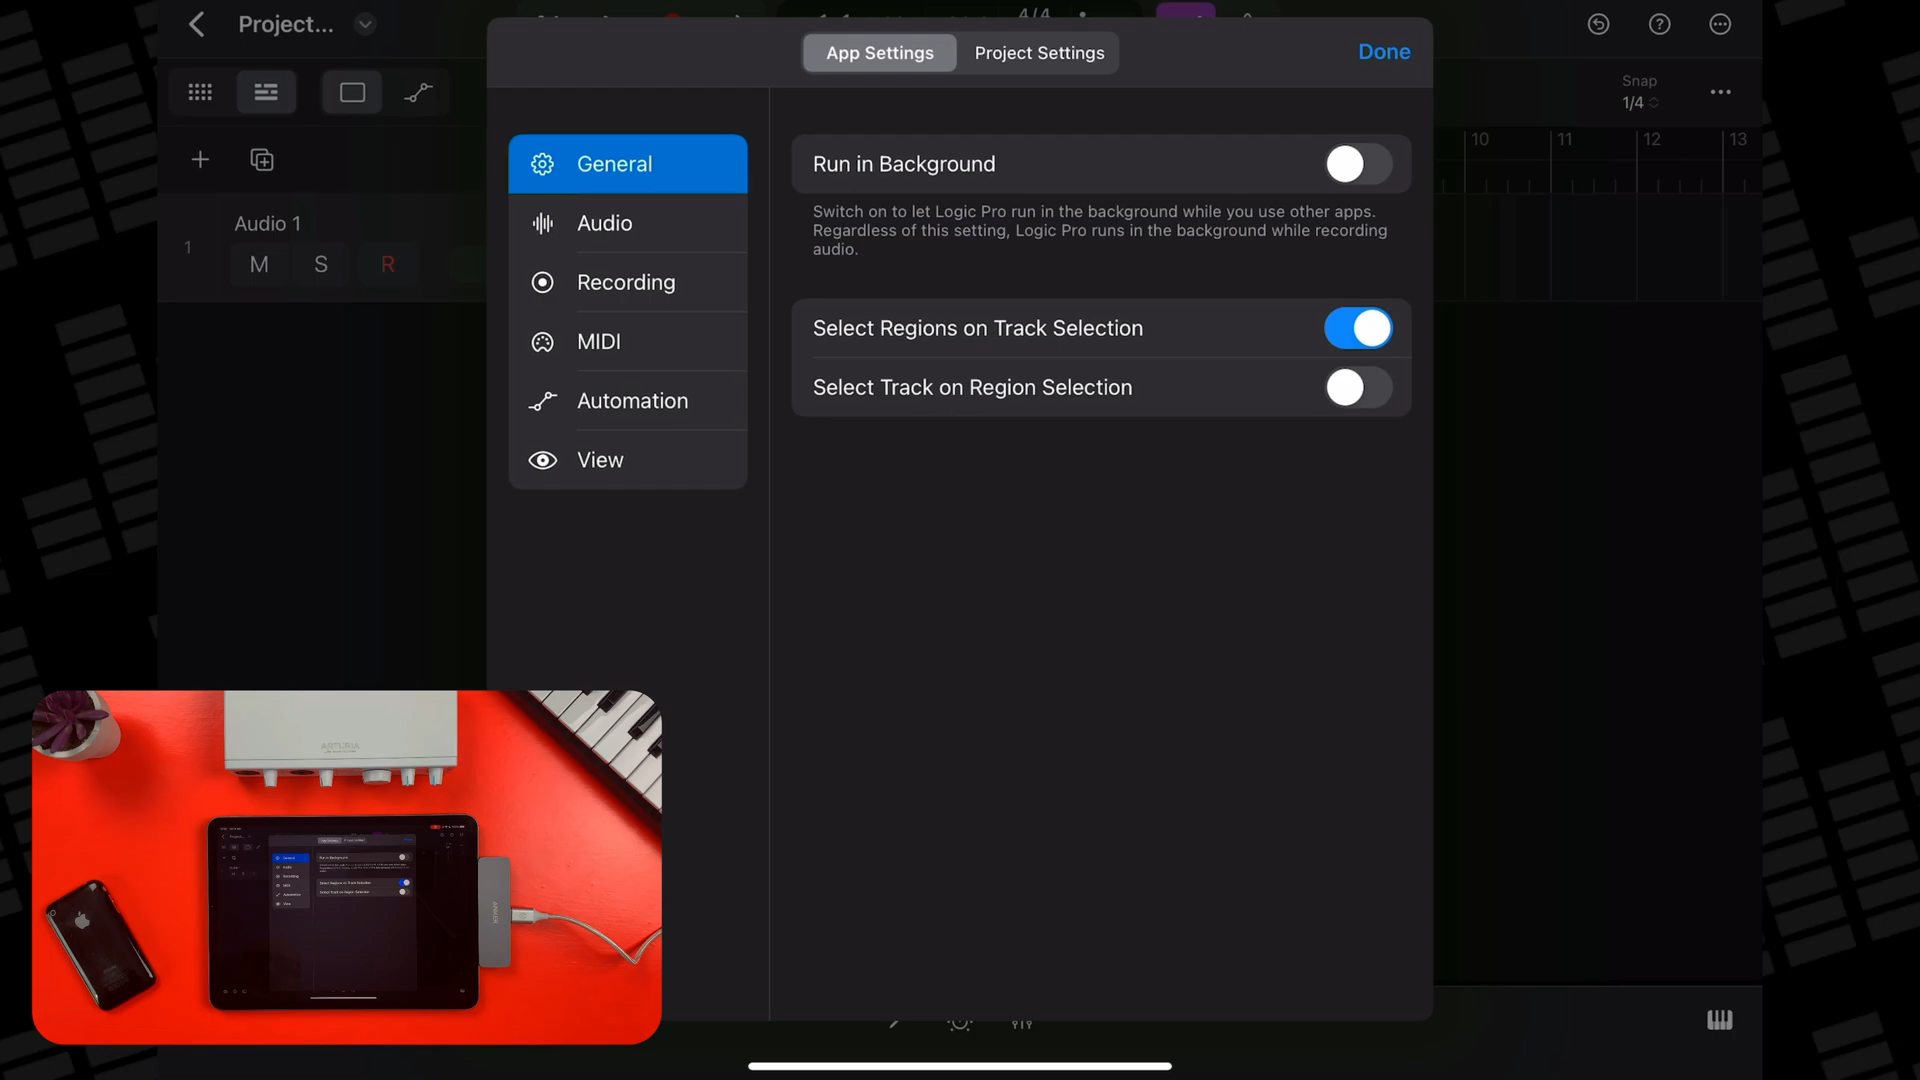 Project...
4/4
App Settings
Project Settings
Done
Snap
1/4
10
11
12
13
General
Audio
Recording
MIDI
Automation
View
Run in Background
Switch on to let Logic Pro run in the background while you use other apps.
Regardless of this setting, Logic Pro runs in the background while recording
audio.
Select Regions on Track Selection
Select Track on Region Selection
1
Audio 1
M
S
R
ARTURIA
ANKER